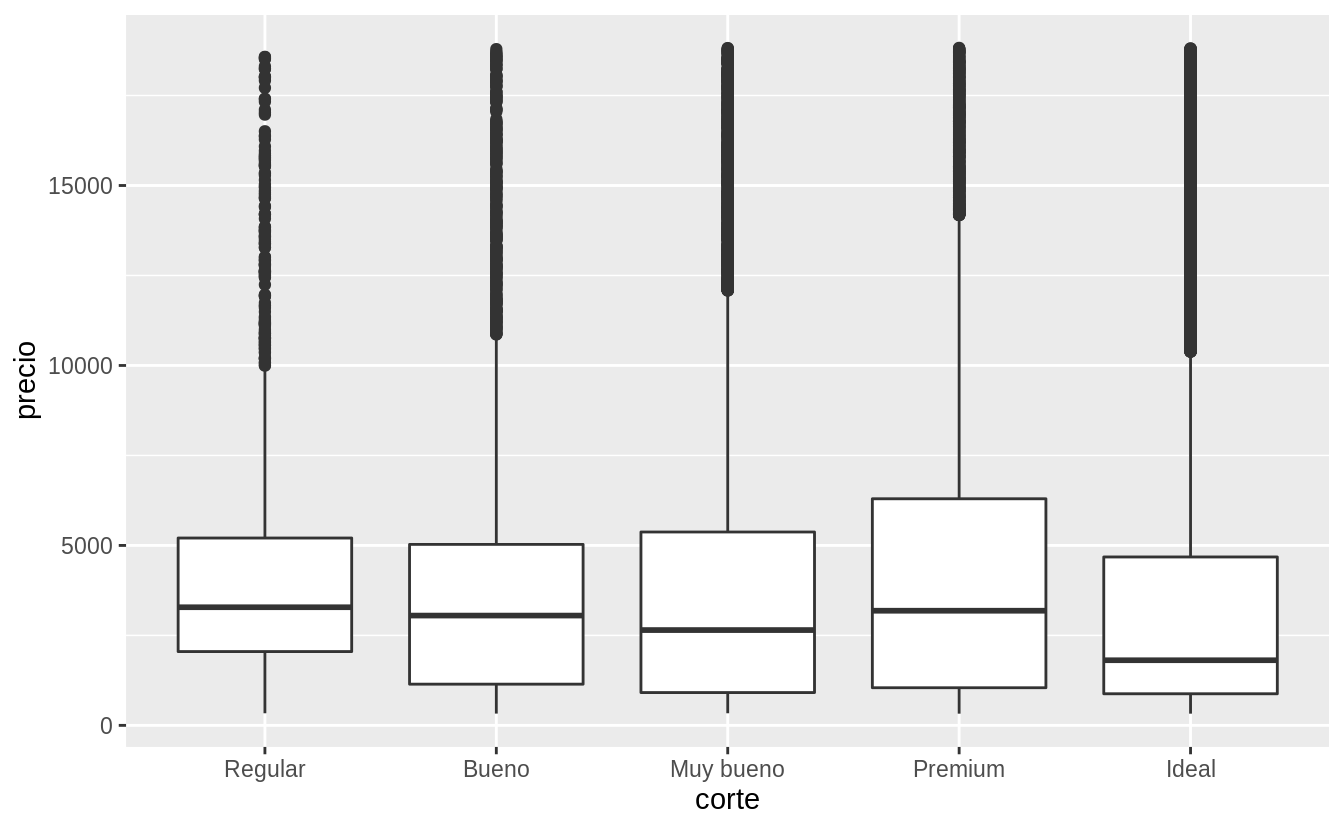 precio
15000
10000
5000
0
Regular
Bueno
Muy bueno
Premium
Ideal
corte